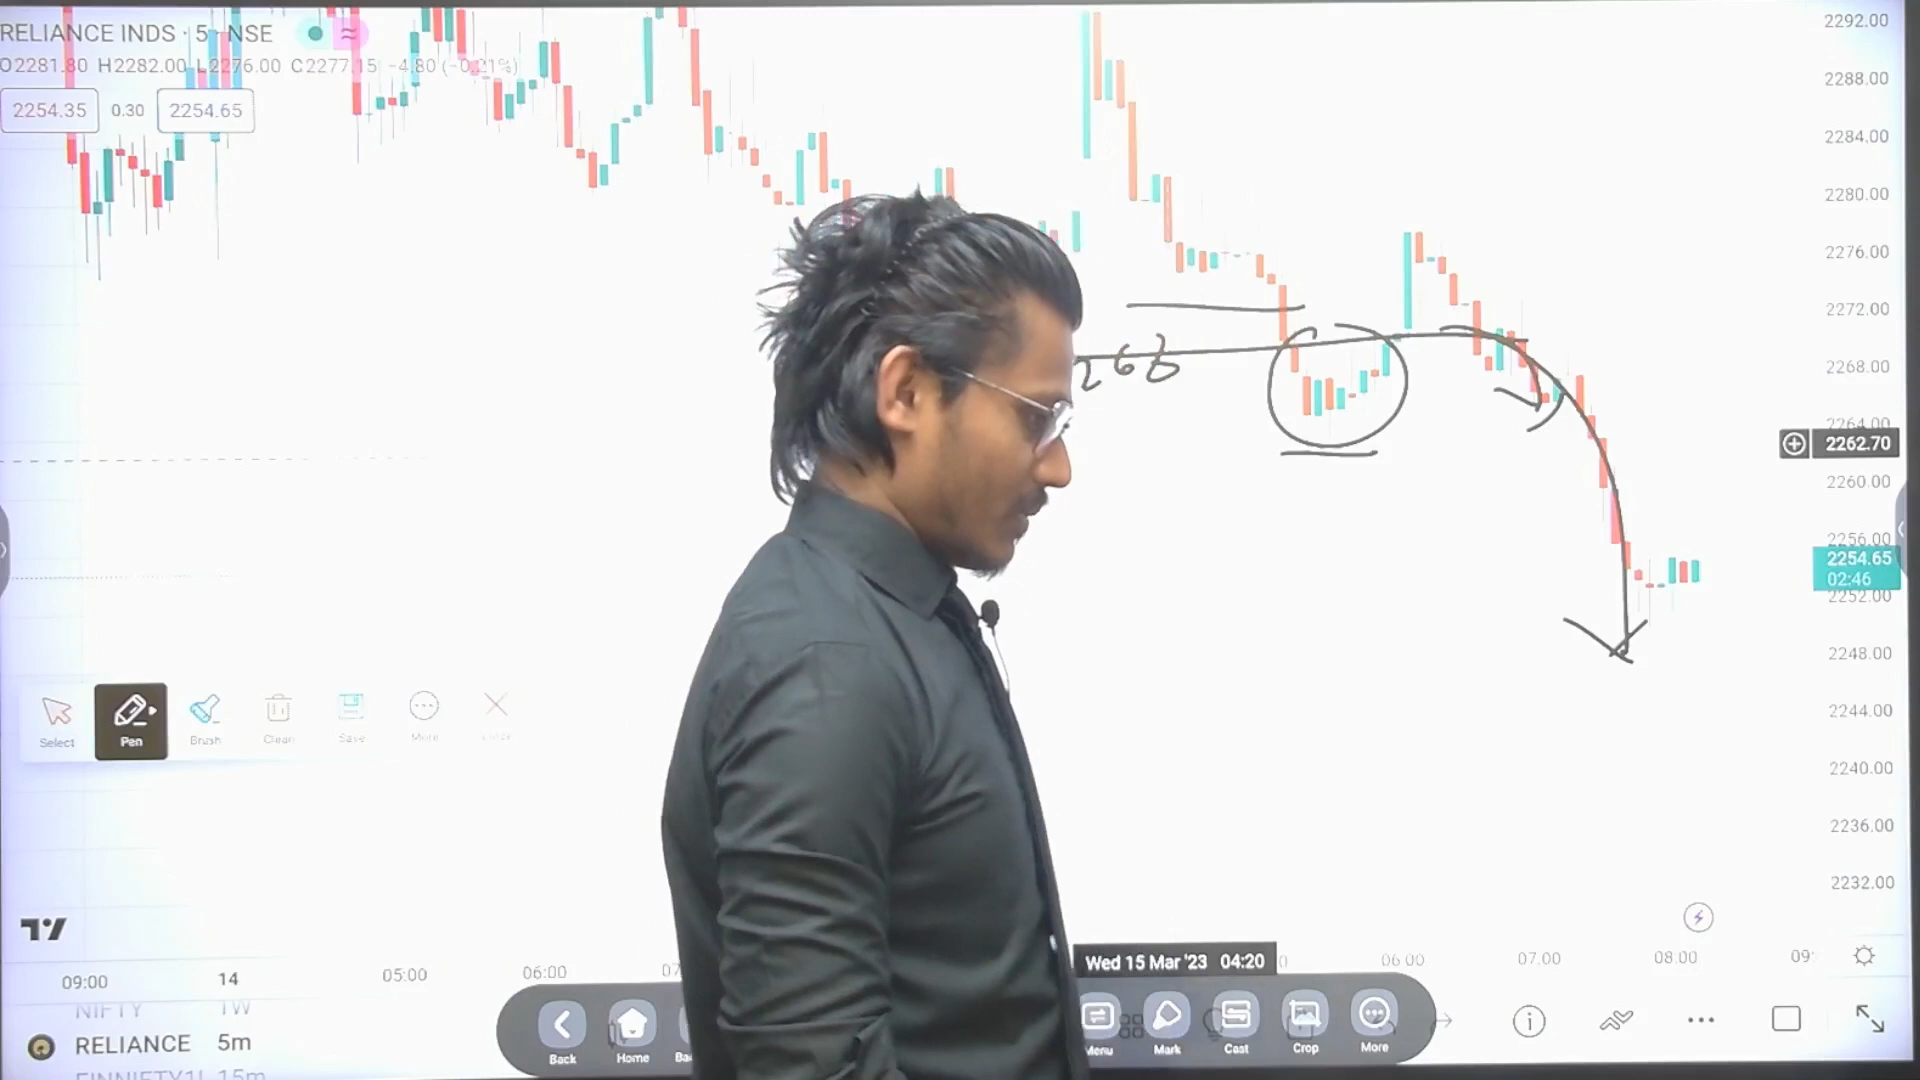 RELIANCE INDS · 5 · NSE
O2281.80 H2282.00 L2276.00 C2277.15 −4.80 (−0.21%)
2254.35 0.30 2254.65
2292.00
2288.00
2284.00
2280.00
2276.00
2272.00
2268.00
268
2264.00
2262.70
2260.00
2256.00
2254.65
02:46
2252.00
2248.00
2244.00
2240.00
2236.00
2232.00
Select Pen Brush Clean Save More
09:00 14 05:00 06:00 07
Wed 15 Mar '23 04:20
06:00 07:00 08:00 09:
NIFTY 1W
RELIANCE 5m
15m
Back Home Ba Menu Mark Cast Crop More